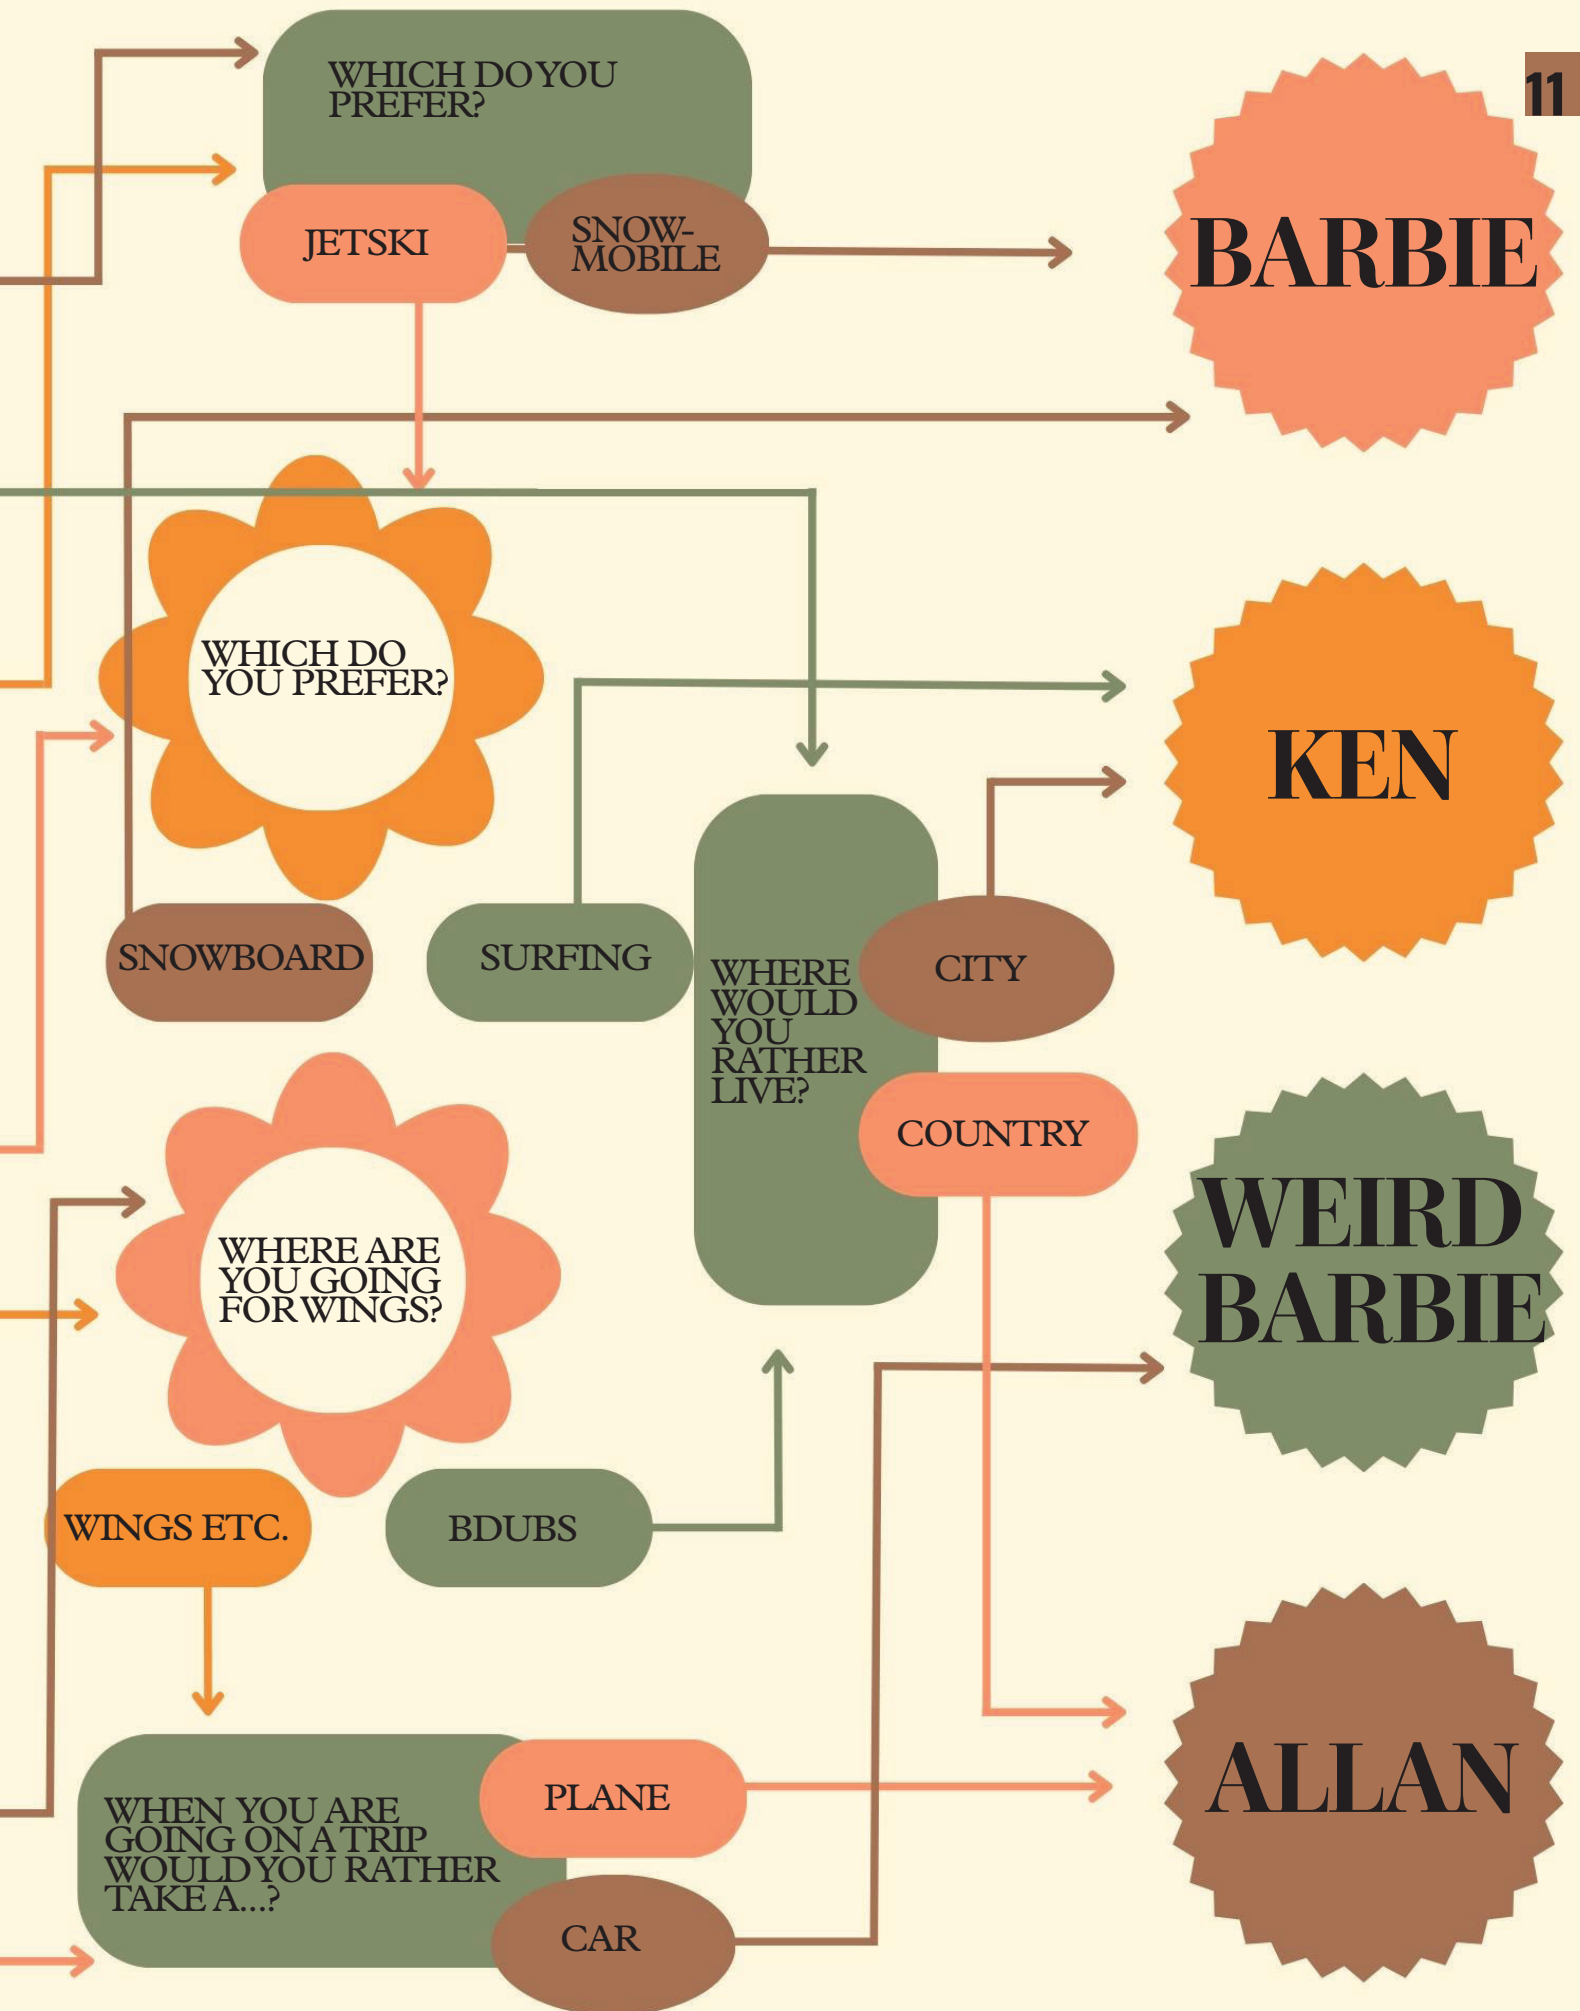 11
WHICH DO YOU
PREFER?
JETSKI
SNOW-
MOBILE
BARBIE
WHICH DO
YOU PREFER?
KEN
SNOWBOARD
SURFING
WHERE
WOULD
YOU
RATHER
LIVE?
CITY
COUNTRY
WEIRD
BARBIE
WHERE ARE
YOU GOING
FOR WINGS?
WINGS ETC.
BDUBS
WHEN YOU ARE
GOING ON A TRIP
WOULD YOU RATHER
TAKE A...?
PLANE
CAR
ALLAN